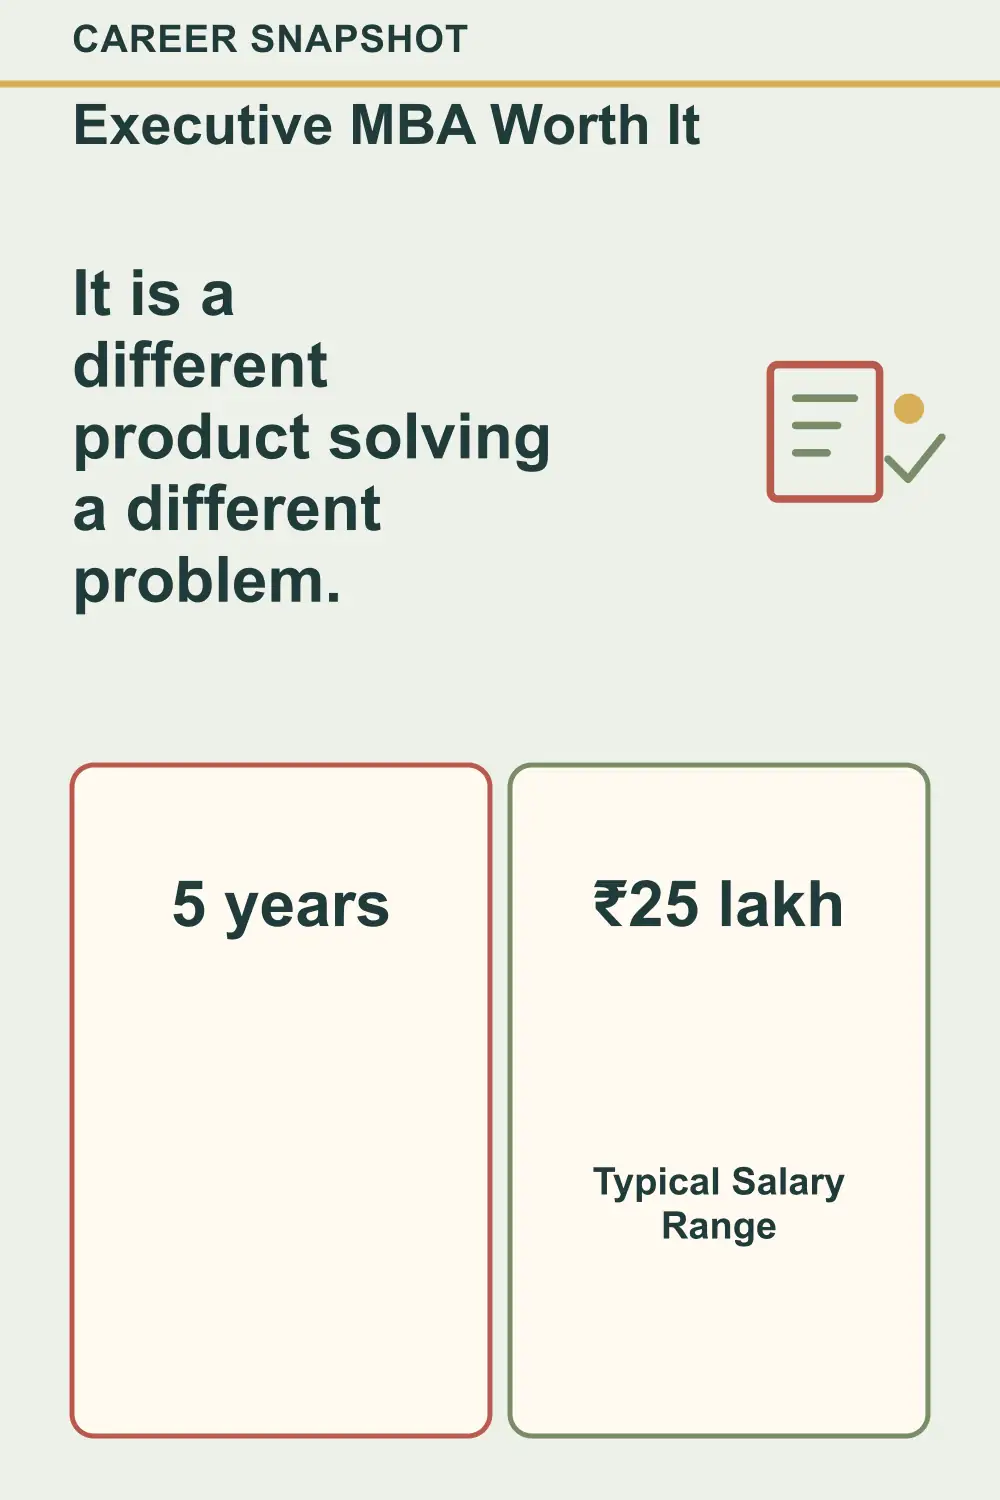 CAREER SNAPSHOT
Executive MBA Worth It
It is a
different
product solving
a different
problem.
5 years
₹25 lakh
Typical Salary
Range